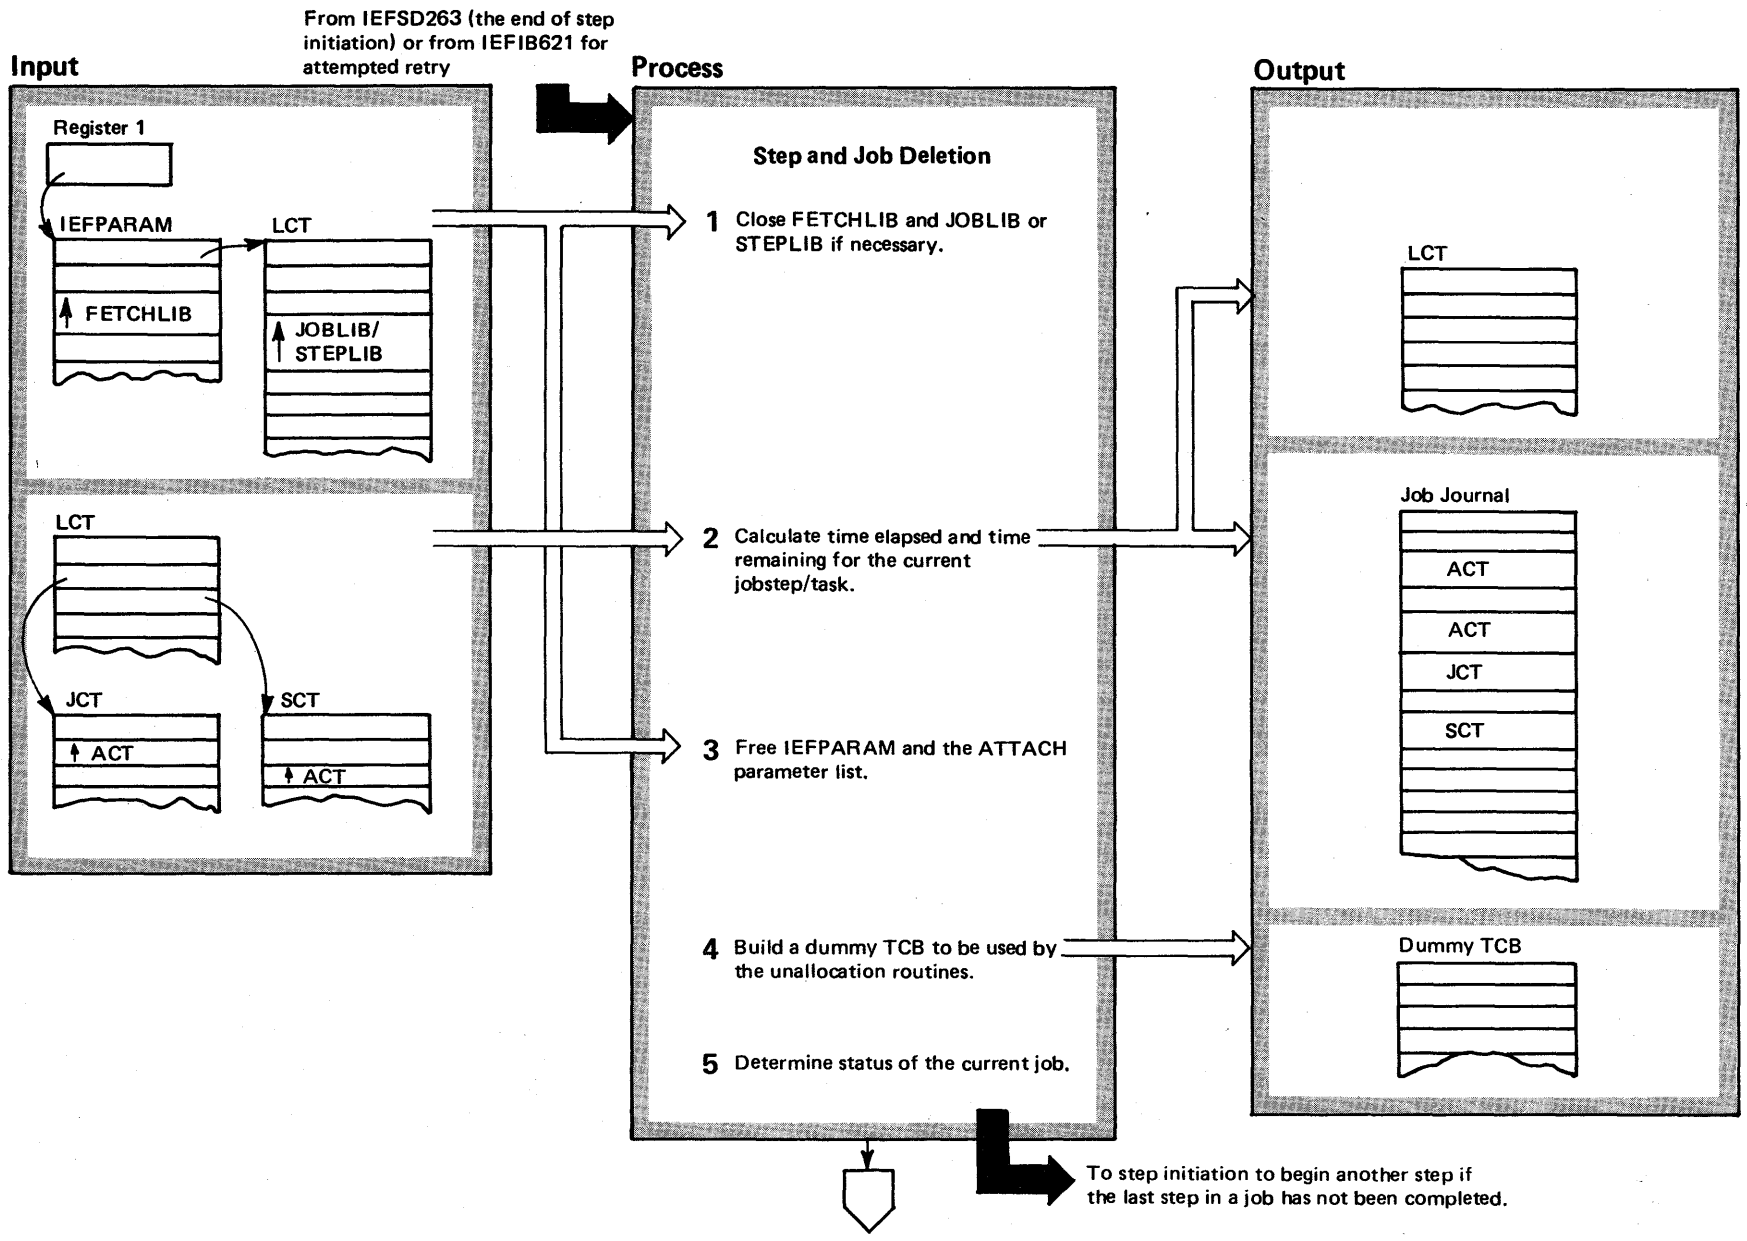 From IEFSD263 (the end of step
initiation) or from IEFIB621 for
attempted retry
Input
Register 1
IEFPARAM
LCT
FETCHLIB
JOBLIB/
STEPLIB
LCT
JCT
SCT
ACT
ACT
Process
Step and Job Deletion
1 Close FETCHLIB and JOBLIB or
STEPLIB if necessary.
2 Calculate time elapsed and time
remaining for the current
jobstep/task.
3 Free IEFPARAM and the ATTACH
parameter list.
4 Build a dummy TCB to be used by
the unallocation routines.
5 Determine status of the current job.
Output
LCT
Job Journal
ACT
ACT
JCT
SCT
Dummy TCB
To step initiation to begin another step if
the last step in a job has not been completed.